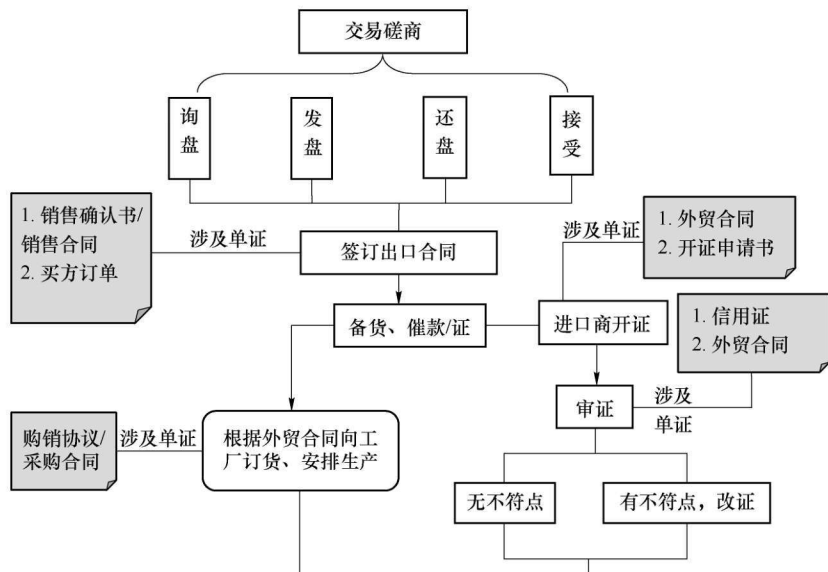 交易磋商
询盘
发盘
还盘
接受
1. 销售确认书/
销售合同
2. 买方订单
涉及单证
签订出口合同
涉及单证
1. 外贸合同
2. 开证申请书
备货、催款/证
进口商开证
1. 信用证
2. 外贸合同
审证
涉及
单证
购销协议/
采购合同
涉及单证
根据外贸合同向工
厂订货、安排生产
无不符点
有不符点，改证